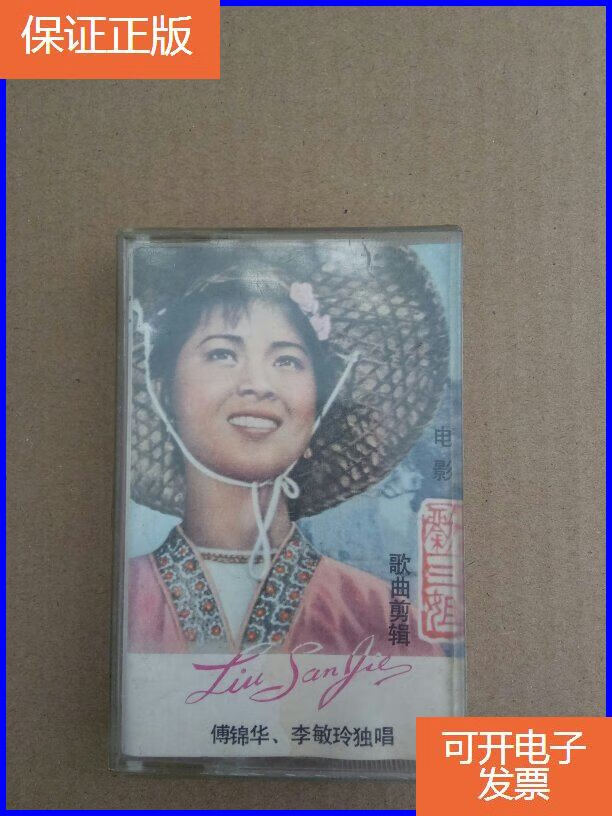 保证正版
电影
刘三姐
歌曲剪辑
Liu San Jie
傅锦华、李敏玲独唱
可开电子
发票